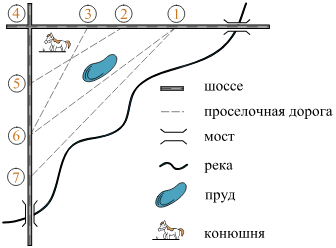 4 3 2 1
5
6
7
шоссе
проселочная дорога
мост
река
пруд
конюшня